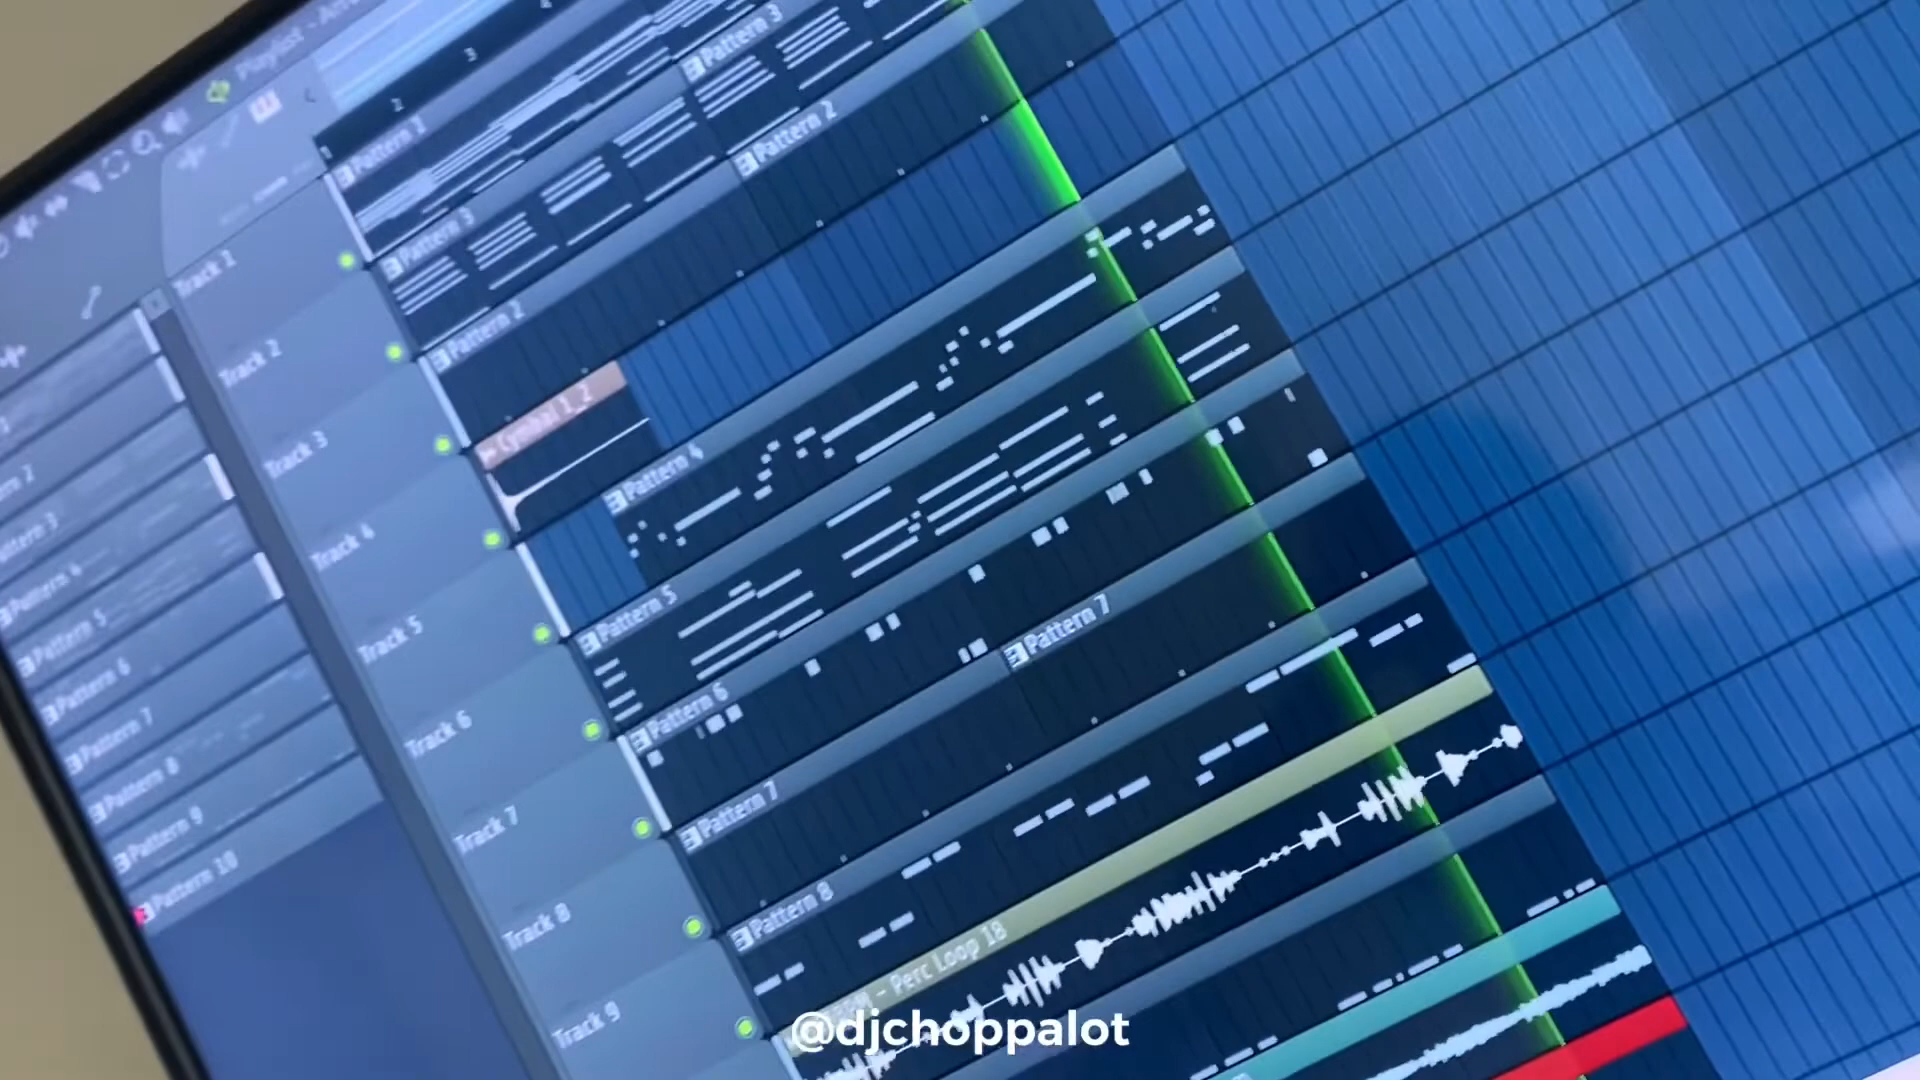 Playlist - Arr
2
3
4
1
Pattern 1
Pattern 3
Pattern 3
Pattern 2
Pattern 2
Cymbal 1_2
Pattern 4
Pattern 5
Pattern 6
Pattern 7
Pattern 7
Pattern 8
Perc Loop 18
Track 1
Track 2
Track 3
Track 4
Track 5
Track 6
Track 7
Track 8
Track 9
Pattern 4
Pattern 5
Pattern 6
Pattern 7
Pattern 8
Pattern 9
Pattern 10
@djchoppalot